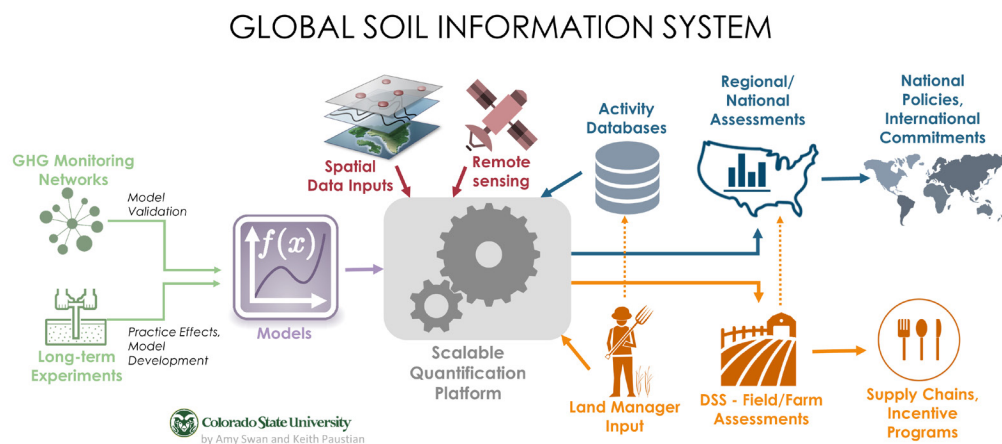 GLOBAL SOIL INFORMATION SYSTEM
GHG Monitoring
Networks
Model
Validation
Long-term
Experiments
Practice Effects,
Model
Development
f(x)
Models
Spatial
Data Inputs
Remote
sensing
Scalable
Quantification
Platform
Activity
Databases
Land Manager
Input
Regional/
National
Assessments
DSS - Field/Farm
Assessments
National
Policies,
International
Commitments
Supply Chains,
Incentive
Programs
Colorado State University
by Amy Swan and Keith Paustian